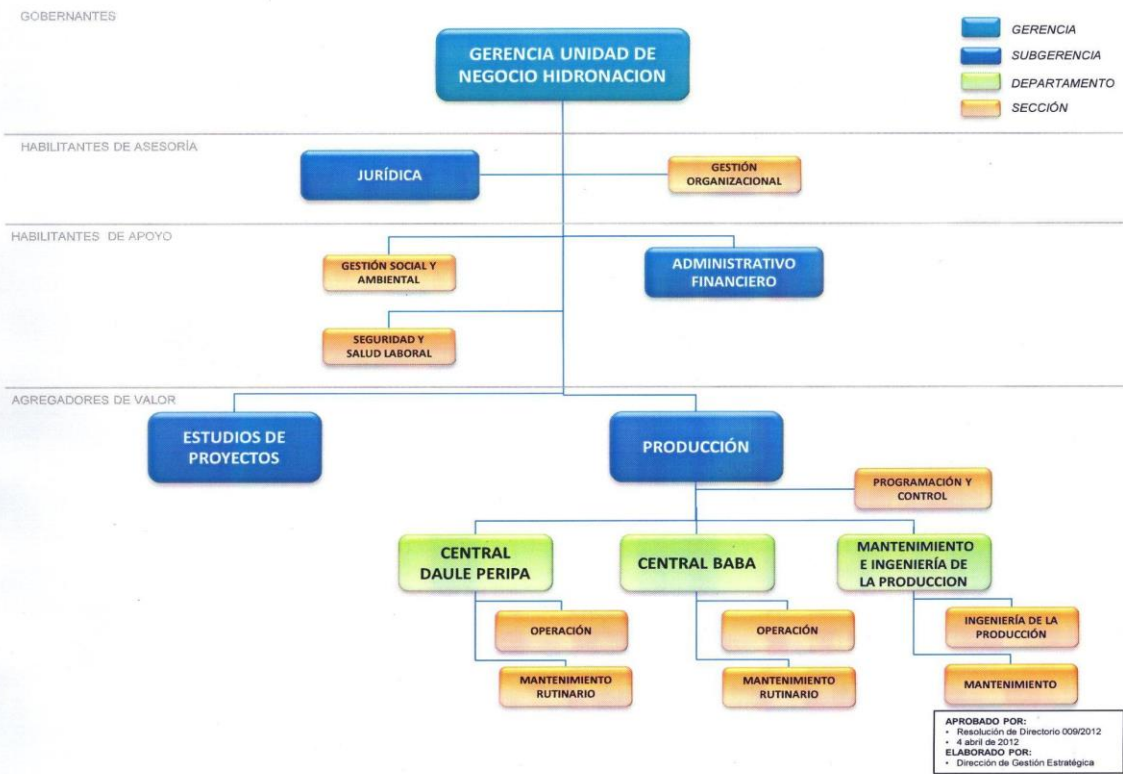 GOBERNANTES
GERENCIA UNIDAD DE
NEGOCIO HIDRONACION
GERENCIA
SUBGERENCIA
DEPARTAMENTO
SECCIÓN
HABILITANTES DE ASESORÍA
JURÍDICA
GESTIÓN
ORGANIZACIONAL
HABILITANTES DE APOYO
GESTIÓN SOCIAL Y
AMBIENTAL
ADMINISTRATIVO
FINANCIERO
SEGURIDAD Y
SALUD LABORAL
AGREGADORES DE VALOR
ESTUDIOS DE
PROYECTOS
PRODUCCIÓN
PROGRAMACIÓN Y
CONTROL
CENTRAL
DAULE PERIPA
CENTRAL BABA
MANTENIMIENTO
E INGENIERÍA DE
LA PRODUCCION
OPERACIÓN
OPERACIÓN
INGENIERÍA DE LA
PRODUCCIÓN
MANTENIMIENTO
RUTINARIO
MANTENIMIENTO
RUTINARIO
MANTENIMIENTO
APROBADO POR:
• Resolución de Directorio 009/2012
• 4 abril de 2012
ELABORADO POR:
• Dirección de Gestión Estratégica